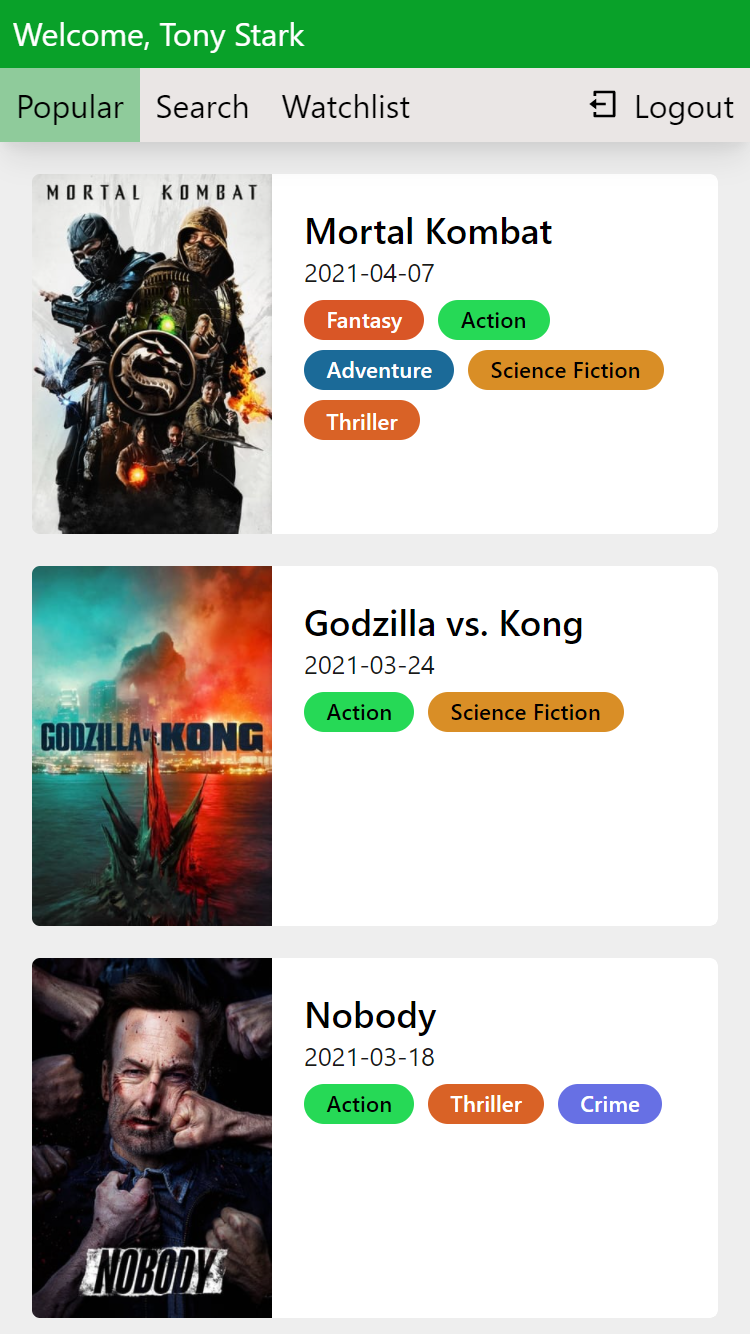 Welcome, Tony Stark
Popular Search Watchlist Logout
MORTAL KOMBAT
Mortal Kombat
2021-04-07
Fantasy Action
Adventure Science Fiction
Thriller
GODZILLA VS. KONG
Godzilla vs. Kong
2021-03-24
Action Science Fiction
Nobody
2021-03-18
Action Thriller Crime
NOBODY